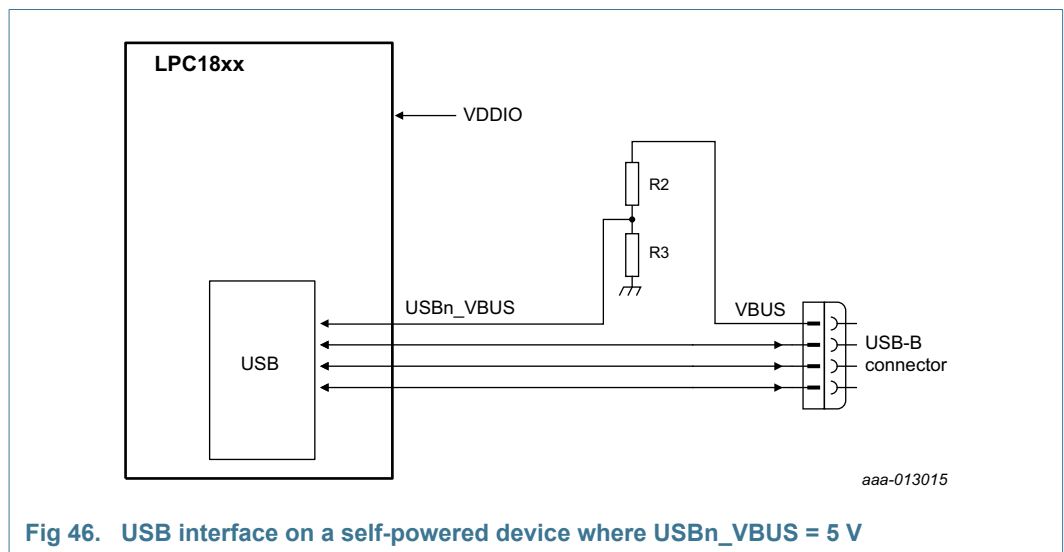 LPC18xx
VDDIO
R2
R3
USBn_VBUS
VBUS
USB
USB-B
connector
aaa-013015
Fig 46. USB interface on a self-powered device where USBn_VBUS = 5 V